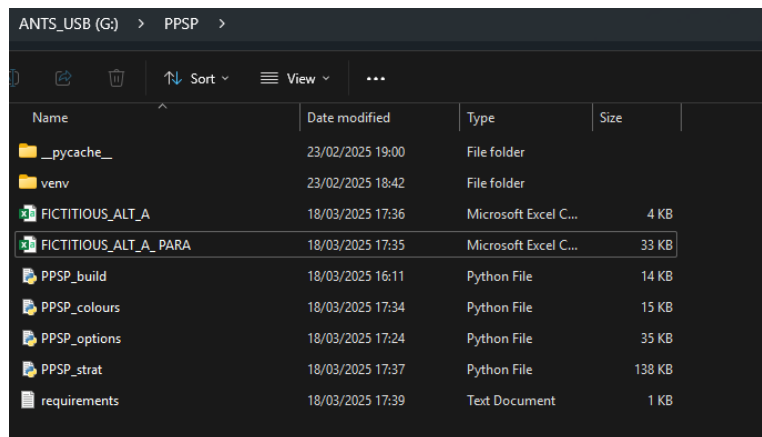 ANTS_USB (G:) > PPSP >
Sort View •••
Name Date modified Type Size
__pycache__ 23/02/2025 19:00 File folder
venv 23/02/2025 18:42 File folder
FICTITIOUS_ALT_A 18/03/2025 17:36 Microsoft Excel C... 4 KB
FICTITIOUS_ALT_A_ PARA 18/03/2025 17:35 Microsoft Excel C... 33 KB
PPSP_build 18/03/2025 16:11 Python File 14 KB
PPSP_colours 18/03/2025 17:34 Python File 15 KB
PPSP_options 18/03/2025 17:24 Python File 35 KB
PPSP_strat 18/03/2025 17:37 Python File 138 KB
requirements 18/03/2025 17:39 Text Document 1 KB